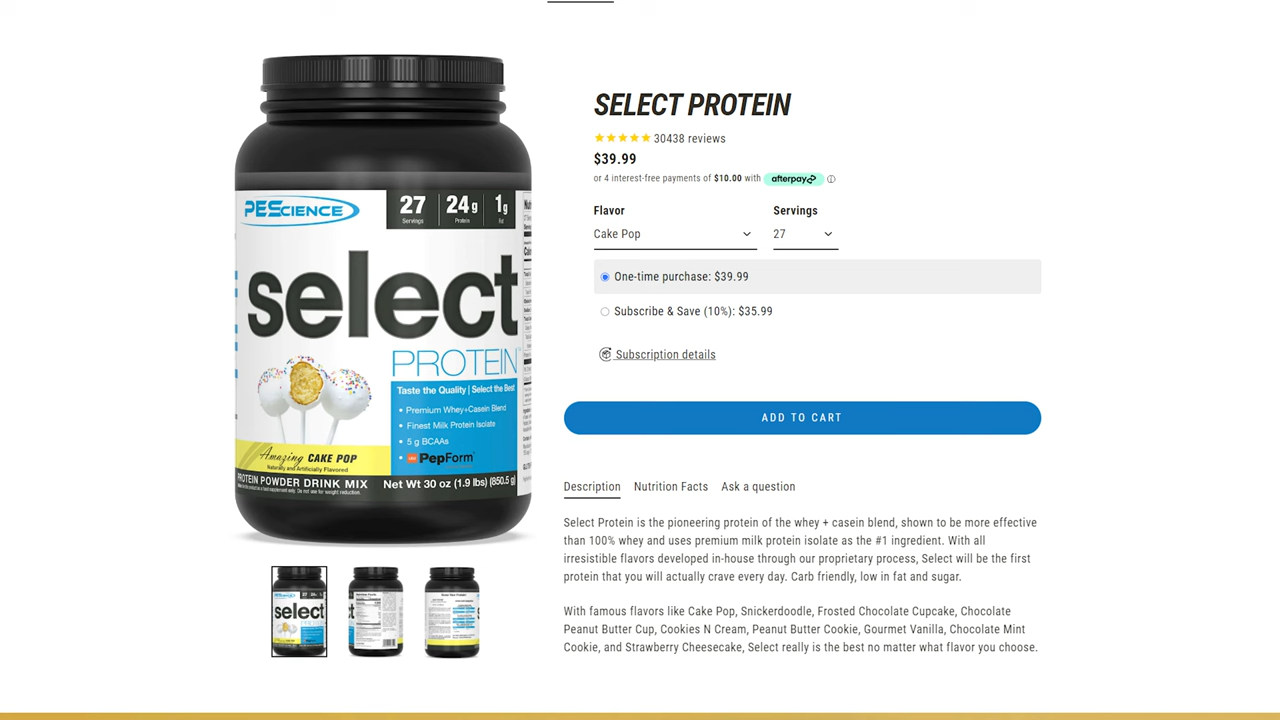 PEScience
27 24g 1g
Servings Protein Fat
select
PROTEIN
Taste the Quality | Select the Best
• Premium Whey+Casein Blend
• Finest Milk Protein Isolate
• 5 g BCAAs
• PepForm
Amazing CAKE POP
Naturally and Artificially Flavored
PROTEIN POWDER DRINK MIX Net Wt 30 oz (1.9 lbs) (850.5 g)
select
select
SELECT PROTEIN
30438 reviews
$39.99
or 4 interest-free payments of $10.00 with afterpay
Flavor Servings
Cake Pop 27
One-time purchase: $39.99
Subscribe & Save (10%): $35.99
Subscription details
ADD TO CART
Description Nutrition Facts Ask a question
Select Protein is the pioneering protein of the whey + casein blend, shown to be more effective
than 100% whey and uses premium milk protein isolate as the #1 ingredient. With all
irresistible flavors developed in-house through our proprietary process, Select will be the first
protein that you will actually crave every day. Carb friendly, low in fat and sugar.
With famous flavors like Cake Pop, Snickerdoodle, Frosted Chocolate Cupcake, Chocolate
Peanut Butter Cup, Cookies N Cream, Peanut Butter Cookie, Gourmet Vanilla, Chocolate Mint
Cookie, and Strawberry Cheesecake, Select really is the best no matter what flavor you choose.